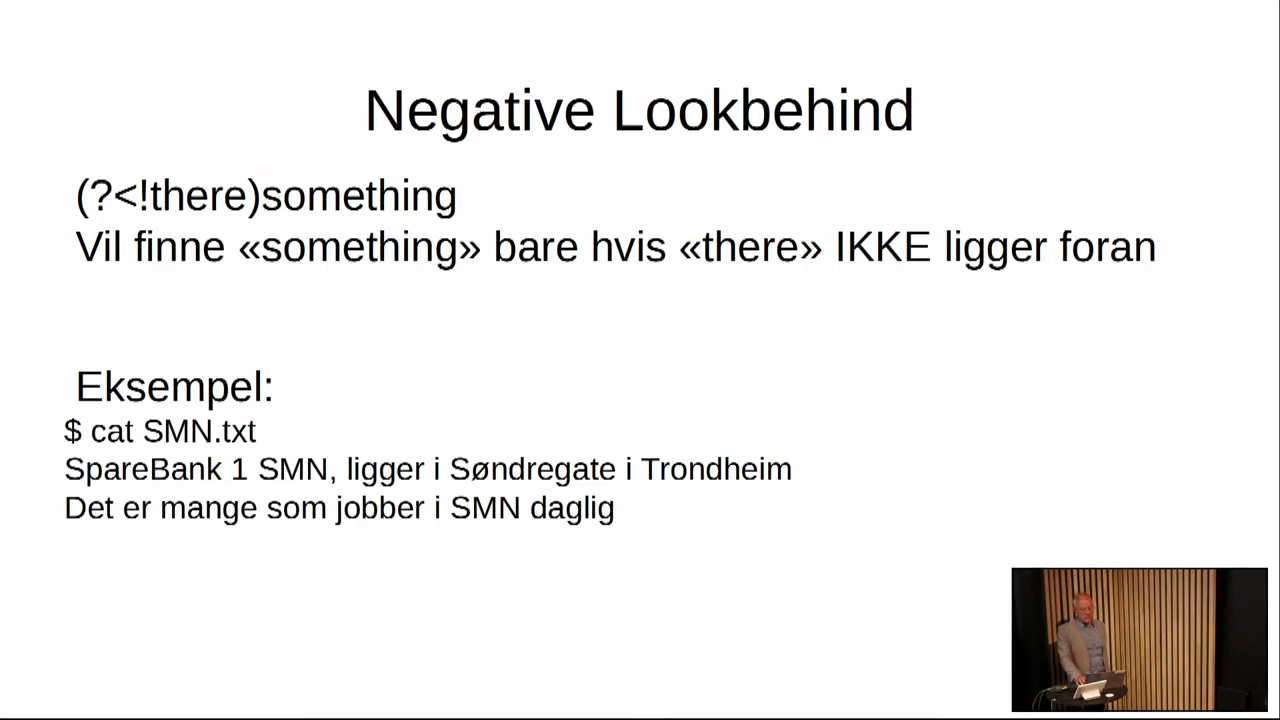 Negative Lookbehind
(?<!there)something
Vil finne «something» bare hvis «there» IKKE ligger foran
Eksempel:
$ cat SMN.txt
SpareBank 1 SMN, ligger i Søndregate i Trondheim
Det er mange som jobber i SMN daglig